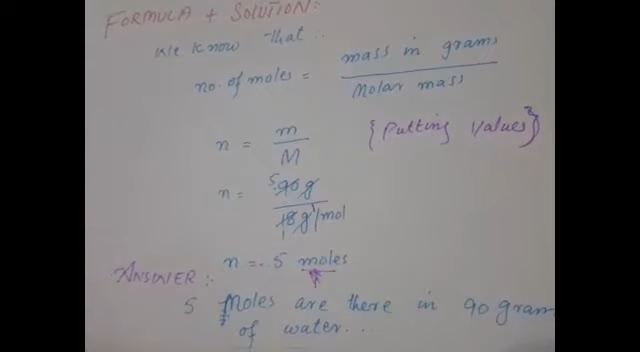 FORMULA + SOLUTION:
We know that..
no. of moles = mass in grams / Molar mass
n = m / M {Putting Values}
n = 5 90 g / 18 g/mol
n = 5 moles
ANSWER:
5 Moles are there in 90 gram
of water...